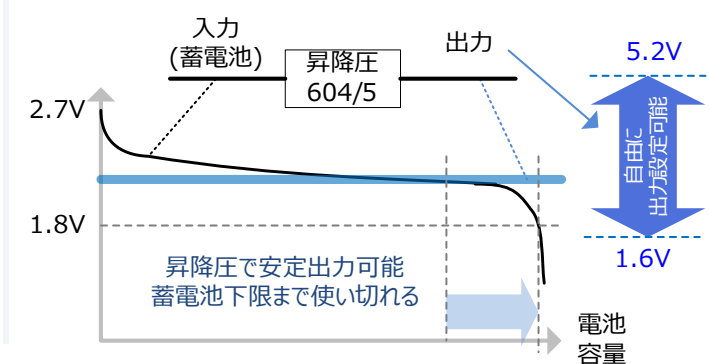 入力
(蓄電池)
昇降圧
604/5
出力
5.2V
2.7V
自由に
出力設定可能
1.8V
1.6V
昇降圧で安定出力可能
蓄電池下限まで使い切れる
電池
容量